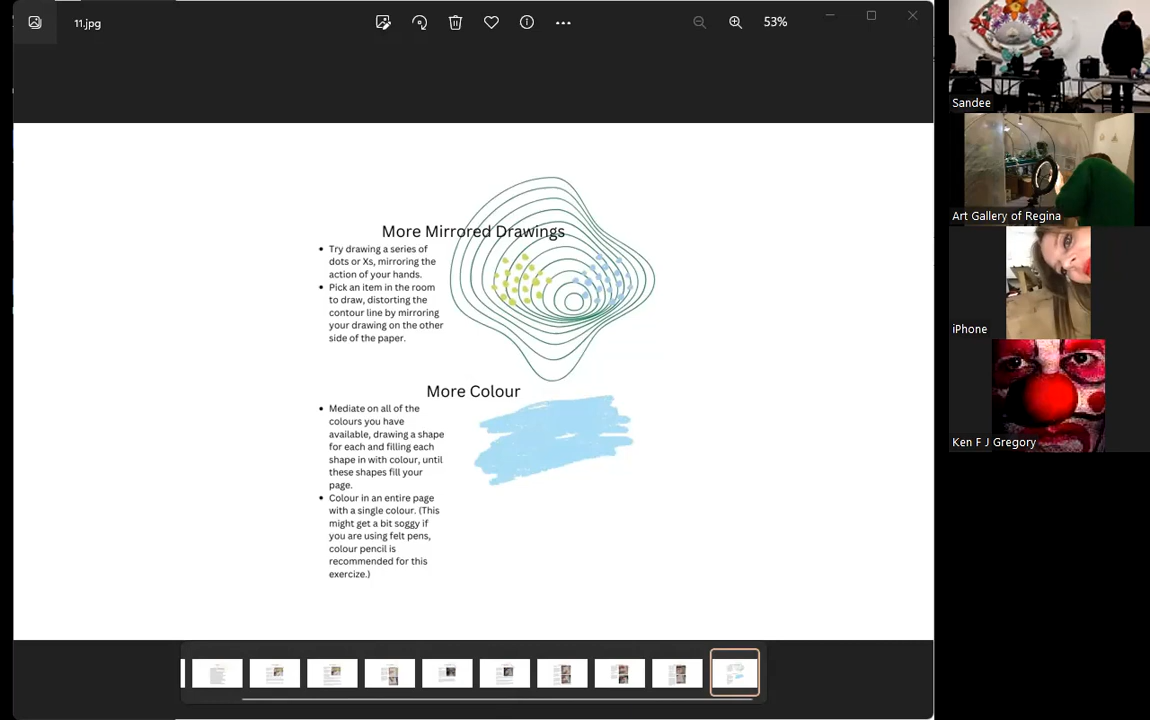 11.jpg
53%
More Mirrored Drawings
Try drawing a series of
dots or Xs, mirroring the
action of your hands.
Pick an item in the room
to draw, distorting the
contour line by mirroring
your drawing on the other
side of the paper.
More Colour
Mediate on all of the
colours you have
available, drawing a shape
for each and filling each
shape in with colour, until
these shapes fill your
page.
Colour in an entire page
with a single colour. (This
might get a bit soggy if
you are using felt pens,
colour pencil is
recommended for this
exercize.)
Sandee
Art Gallery of Regina
iPhone
Ken F J Gregory